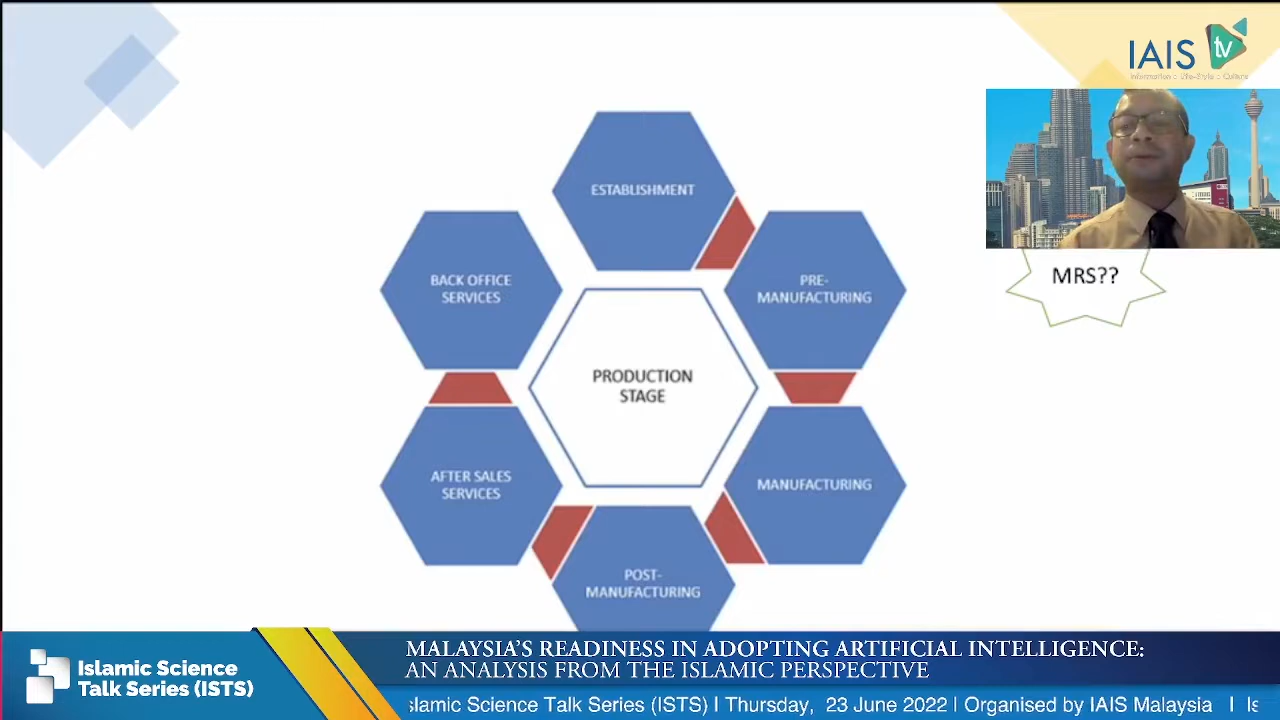 IAIS tv
Information : Life-Style : Culture
ESTABLISHMENT
BACK OFFICE
SERVICES
PRE-
MANUFACTURING
MRS??
PRODUCTION
STAGE
AFTER SALES
SERVICES
MANUFACTURING
POST-
MANUFACTURING
Islamic Science
Talk Series (ISTS)
MALAYSIA'S READINESS IN ADOPTING ARTIFICIAL INTELLIGENCE:
AN ANALYSIS FROM THE ISLAMIC PERSPECTIVE
slamic Science Talk Series (ISTS) I Thursday, 23 June 2022 I Organised by IAIS Malaysia I Is